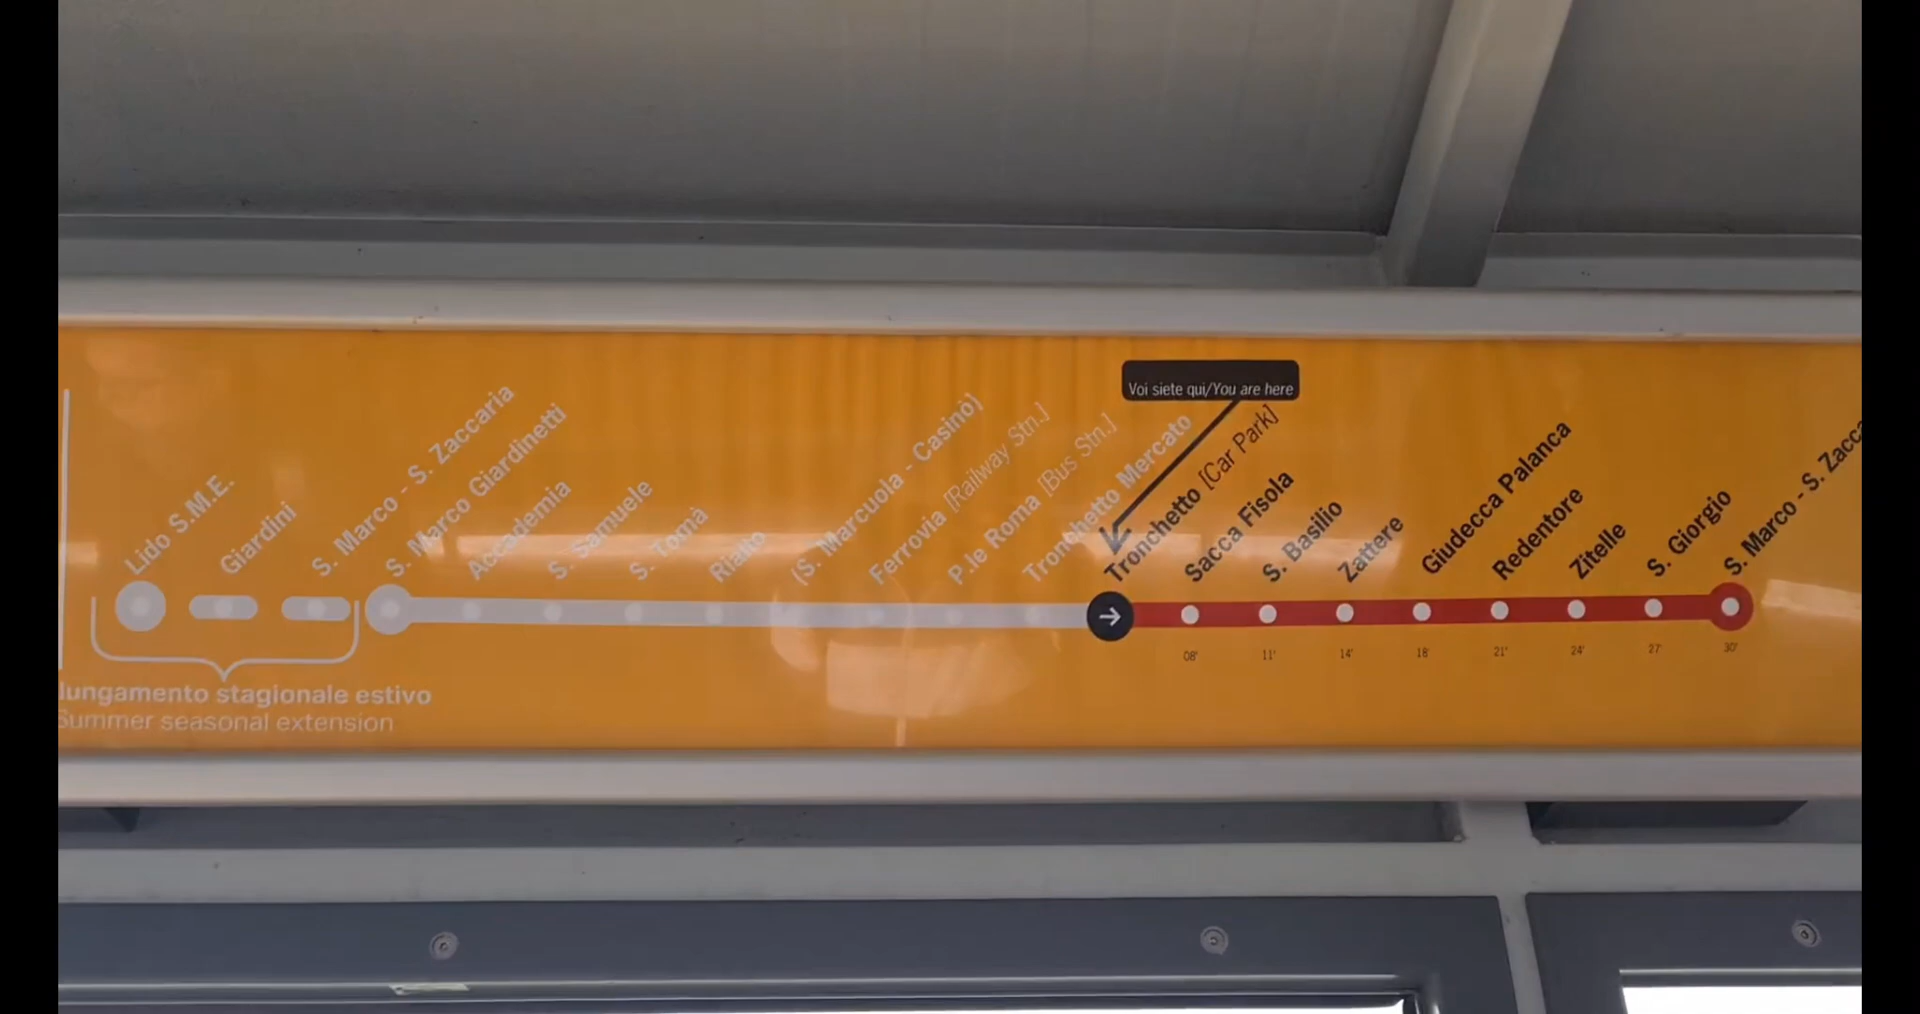 Voi siete qui/You are here
Lido S.M.E.
Giardini
S. Marco - S. Zaccaria
S. Marco Giardinetti
Accademia
S. Samuele
S. Tomà
Rialto
(S. Marcuola - Casinò)
Ferrovia [Railway Stn.]
P.le Roma [Bus Stn.]
Tronchetto Mercato
Tronchetto [Car Park]
Sacca Fisola
S. Basilio
Zattere
Giudecca Palanca
Redentore
Zitelle
S. Giorgio
S. Marco - S. Zacca
08' 11' 14' 18' 21' 24' 27' 30'
lungamento stagionale estivo
Summer seasonal extension